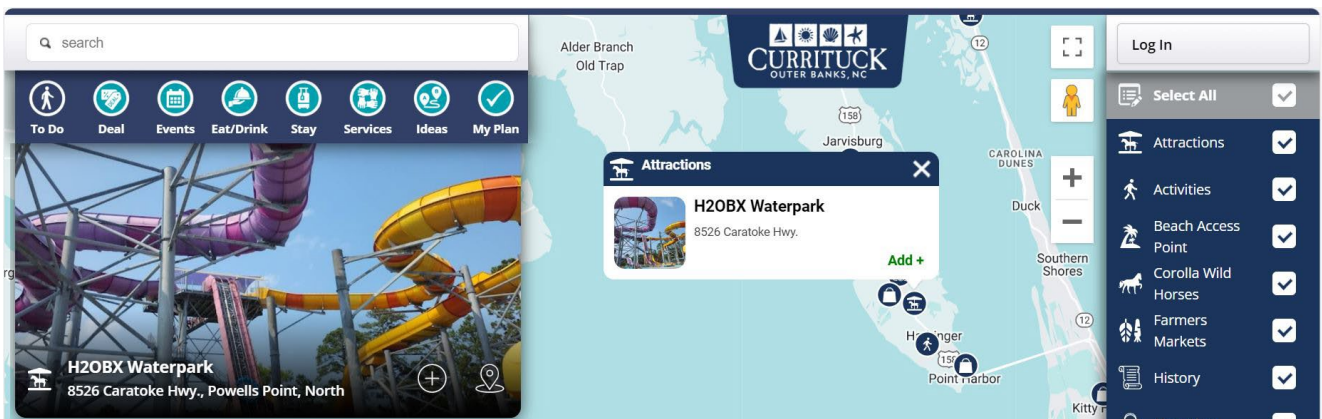 search
To Do
Deal
Events
Eat/Drink
Stay
Services
Ideas
My Plan
H2OBX Waterpark
8526 Caratoke Hwy., Powells Point, North
Alder Branch
Old Trap
CURRITUCK
OUTER BANKS, NC
12
158
Jarvisburg
CAROLINA
DUNES
Duck
Southern
Shores
12
Attractions
H2OBX Waterpark
8526 Caratoke Hwy.
Add +
158
Point Harbor
Kitty
Log In
Select All
Attractions
Activities
Beach Access
Point
Corolla Wild
Horses
Farmers
Markets
History